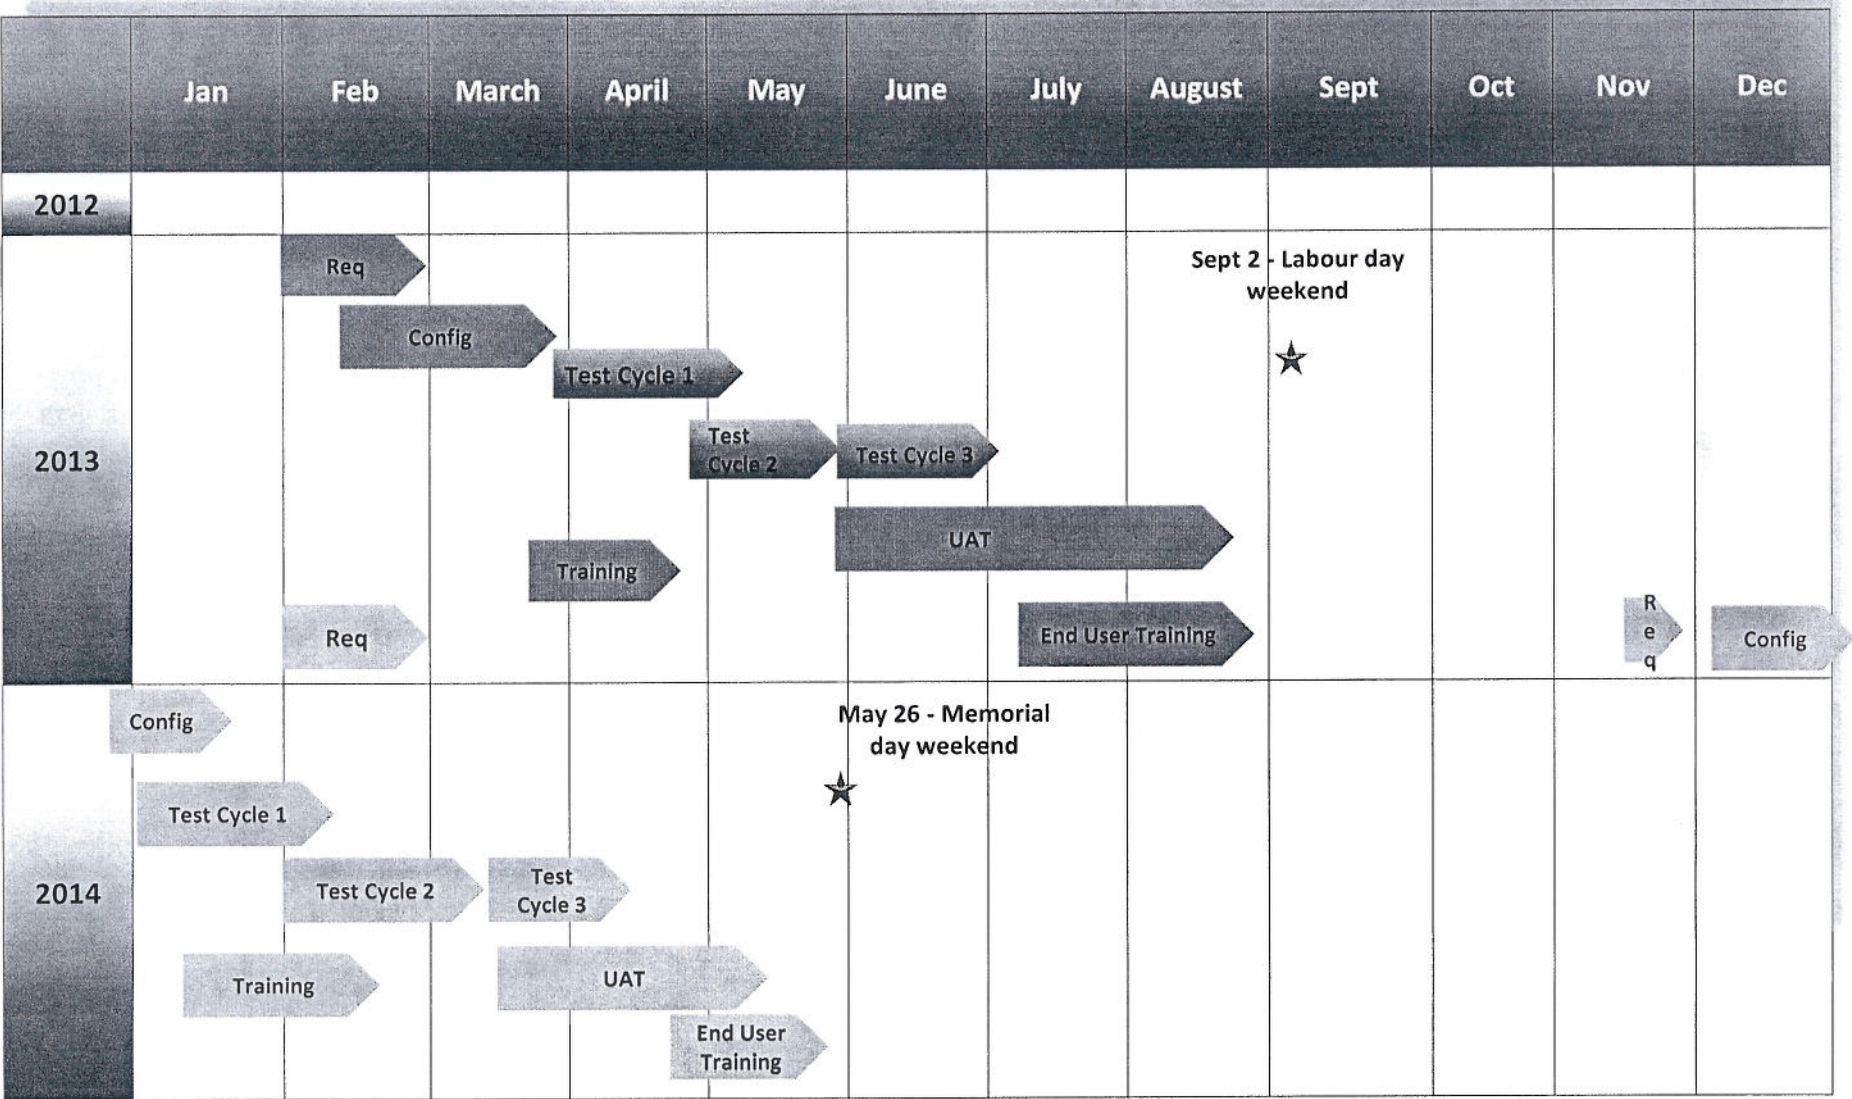 Jan Feb March April May June July August Sept Oct Nov Dec
2012
2013
Req
Config
Test Cycle 1
Test
Cycle 2
Test Cycle 3
UAT
Training
End User Training
Req
R
e
q
Config
Sept 2 - Labour day
weekend
2014
Config
Test Cycle 1
Test Cycle 2
Test
Cycle 3
Training
UAT
End User
Training
May 26 - Memorial
day weekend